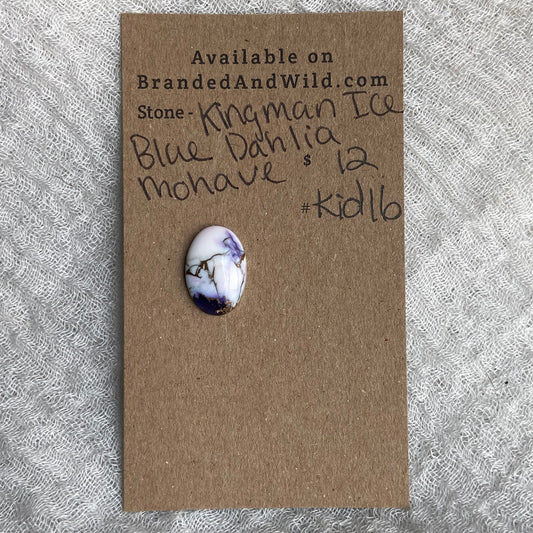 Available on
BrandedAndWild.com
Stone - Kingman Ice
Blue Dahlia
mohave $ 12
#Kid16